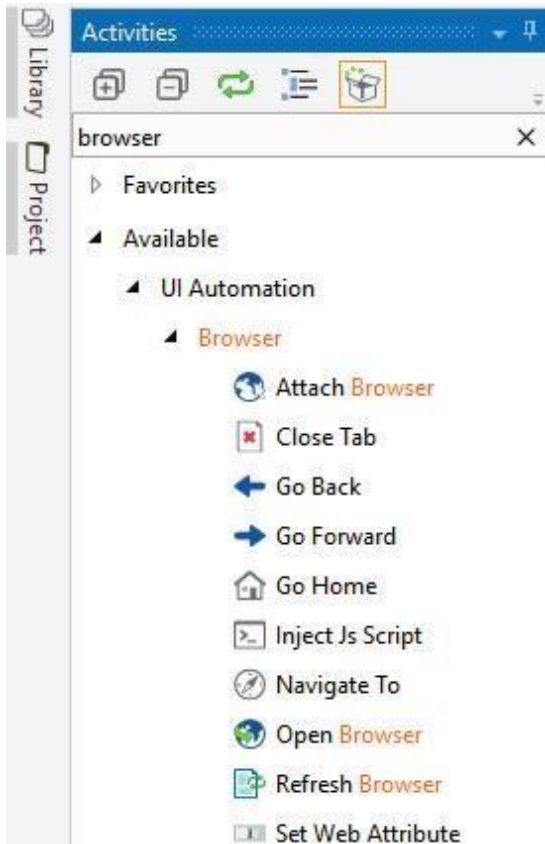 Library
Project
Activities
browser
Favorites
Available
UI Automation
Browser
Attach Browser
Close Tab
Go Back
Go Forward
Go Home
Inject Js Script
Navigate To
Open Browser
Refresh Browser
Set Web Attribute